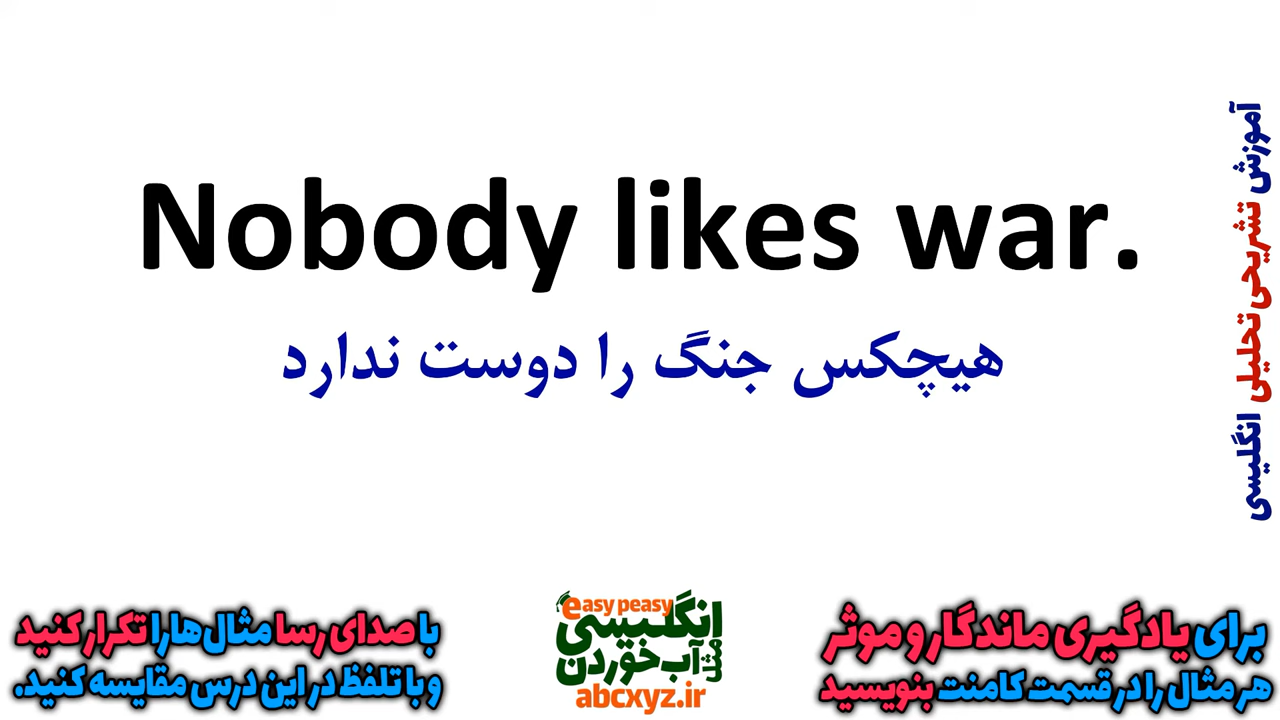 Nobody likes war.
هیچکس جنگ را دوست ندارد
آموزش تشریحی تحلیلی انگلیسی
برای یادگیری ماندگار و موثر
هر مثال را در قسمت کامنت بنویسید
easy peasy
انگلیسی
مثل آب خوردن
abcxyz.ir
با صدای رسا مثال‌ها را تکرار کنید
و با تلفظ در این درس مقایسه کنید.